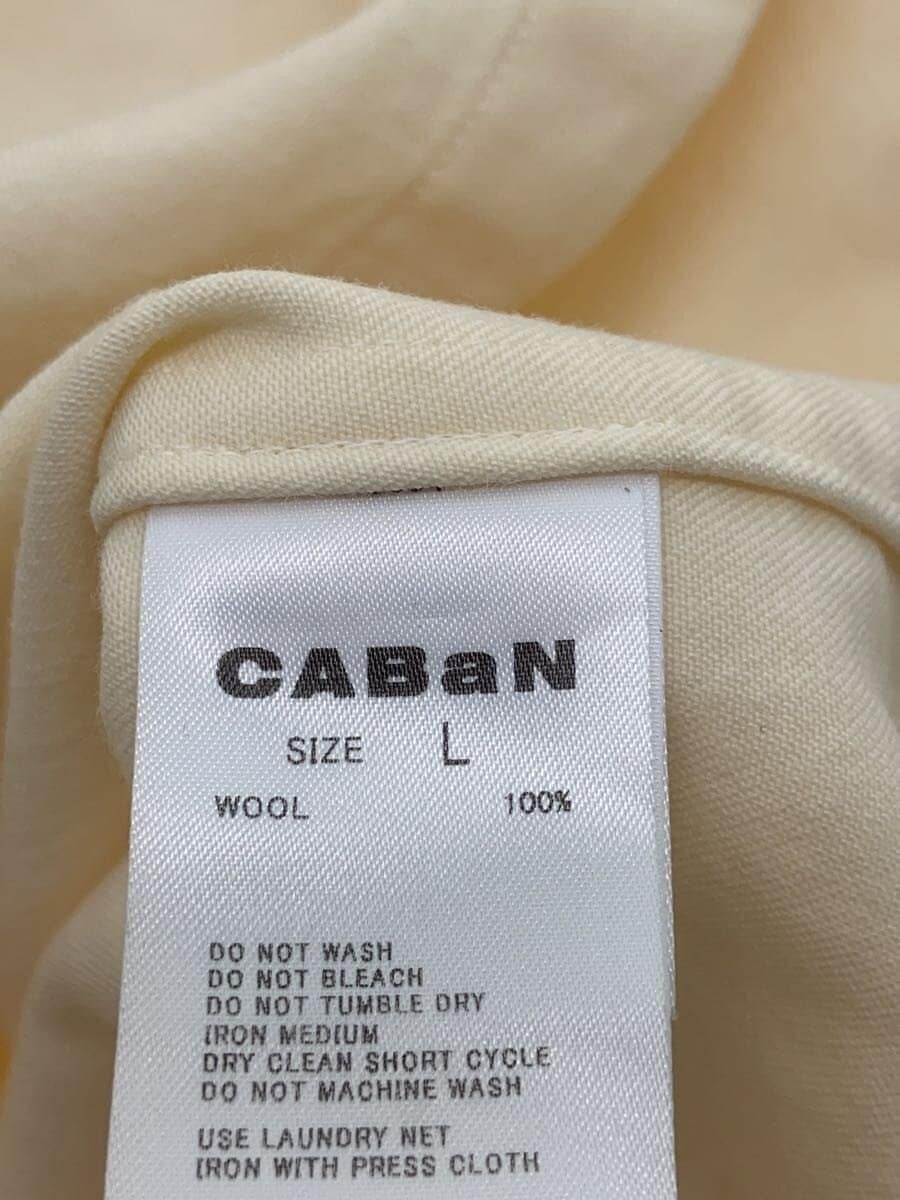 CABaN
SIZE L
WOOL 100%
DO NOT WASH
DO NOT BLEACH
DO NOT TUMBLE DRY
IRON MEDIUM
DRY CLEAN SHORT CYCLE
DO NOT MACHINE WASH
USE LAUNDRY NET
IRON WITH PRESS CLOTH